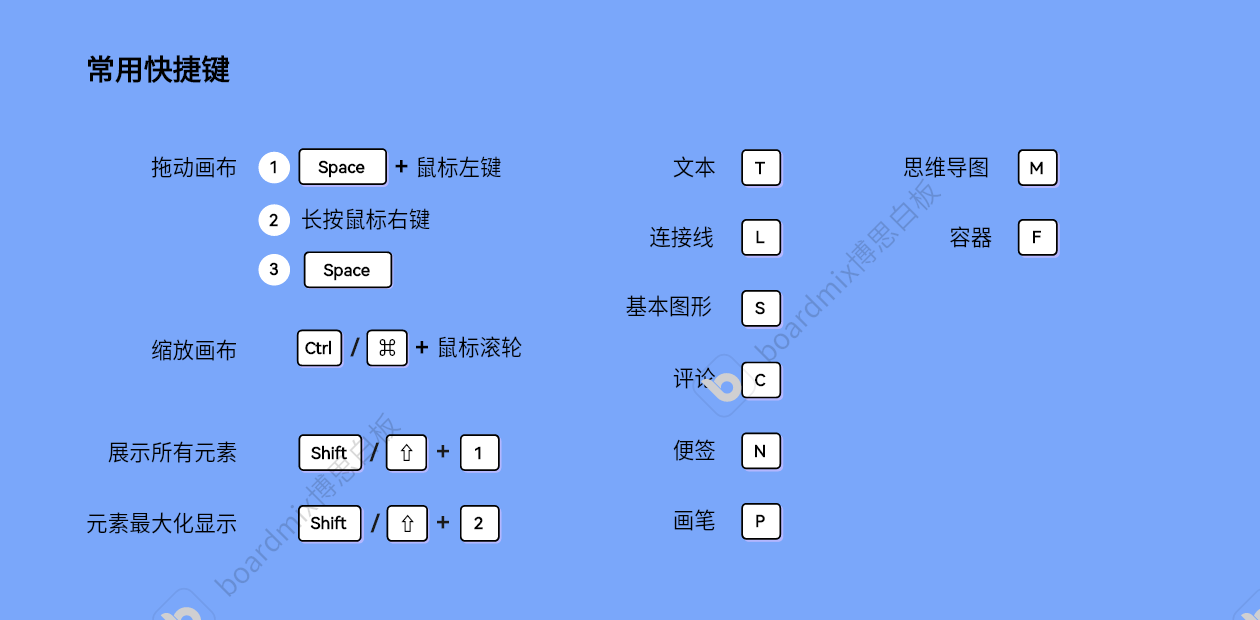 常用快捷键
拖动画布 1 Space + 鼠标左键
2 长按鼠标右键
3 Space
缩放画布 Ctrl / ⌘ + 鼠标滚轮
展示所有元素 Shift / ⇧ + 1
元素最大化显示 Shift / ⇧ + 2
文本 T
连接线 L
基本图形 S
评论 C
便签 N
画笔 P
思维导图 M
容器 F
boardmix博思白板
boardmix博思白板